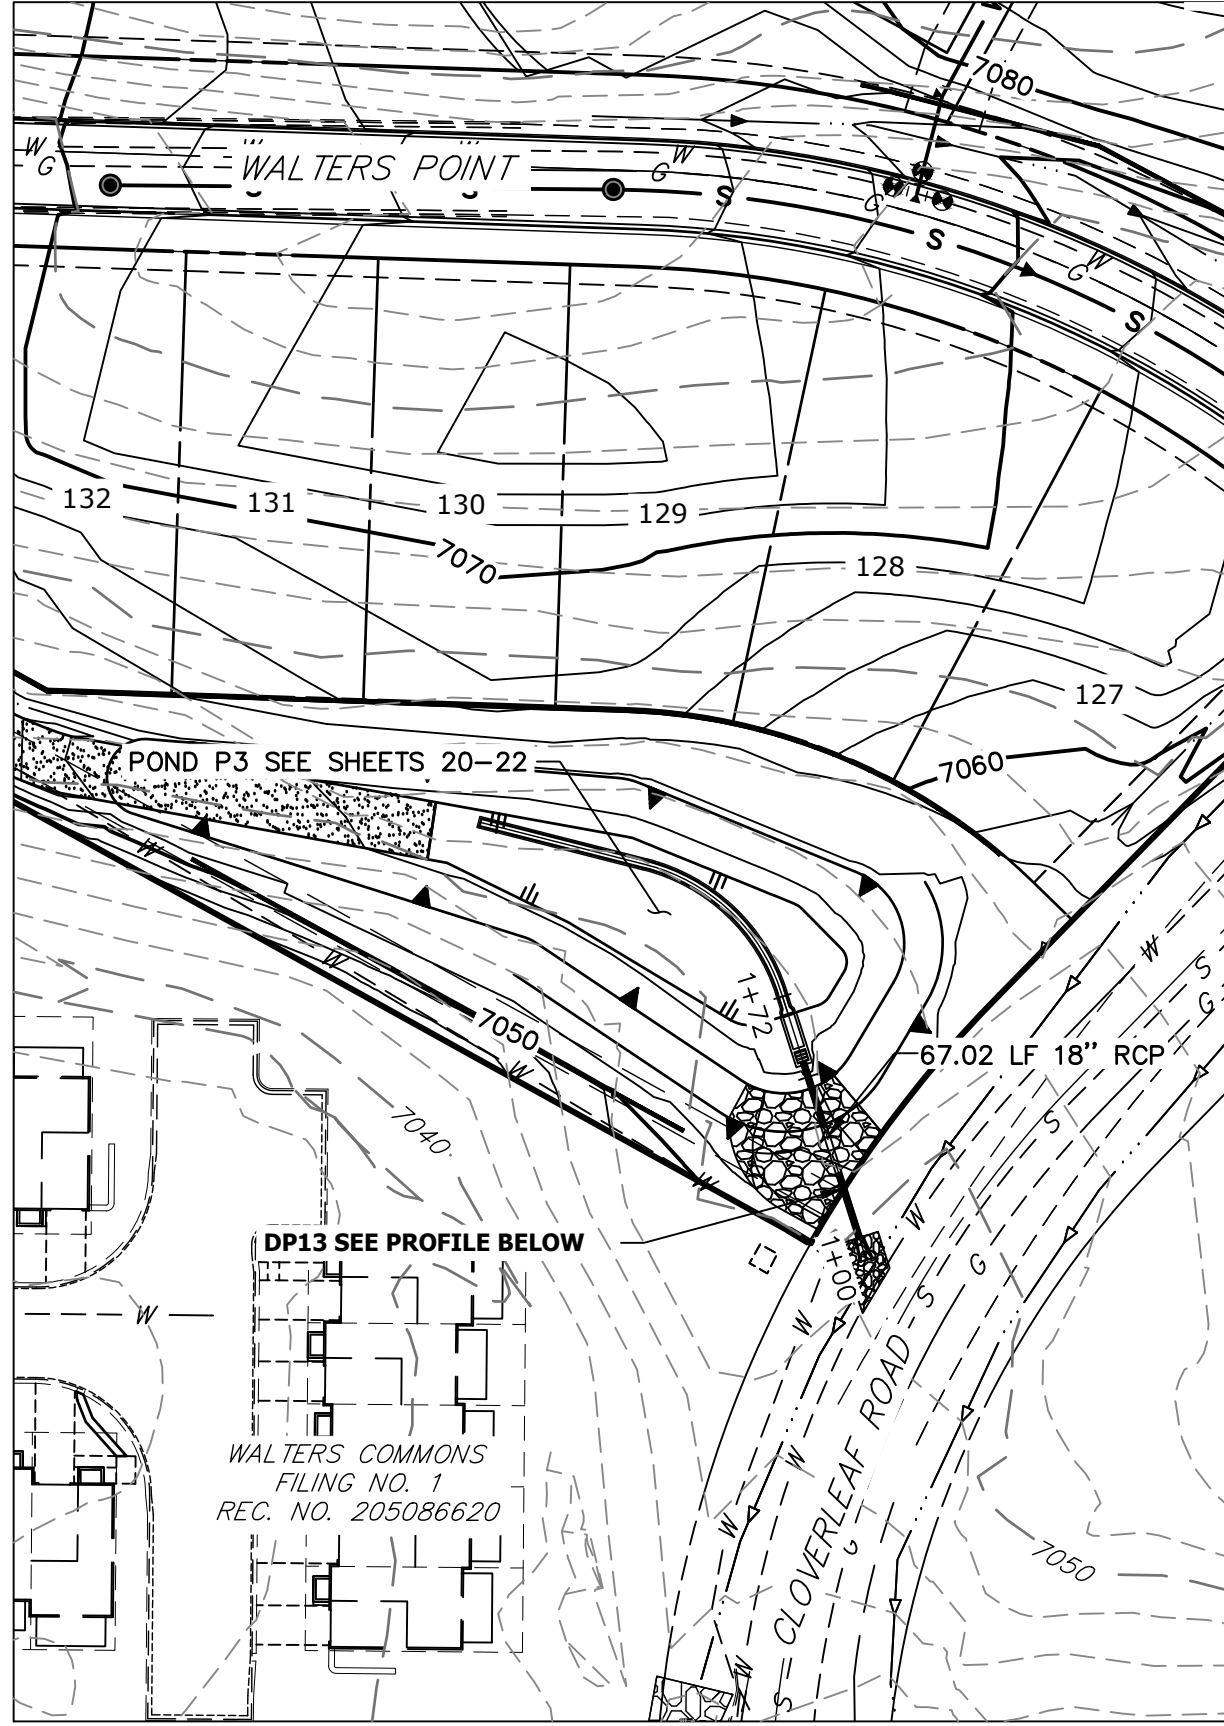 7080
W
G
WALTERS POINT
W
G
S
G
S
W
G
S
132
131
130
129
7070
128
127
POND P3 SEE SHEETS 20-22
7060
W
W
W
S
G
1+72
7050
W
67.02 LF 18" RCP
7040
S
W
W
DP13 SEE PROFILE BELOW
1+00
G
W
S
W
W
CLOVERLEAF ROAD
WALTERS COMMONS
FILING NO. 1
REC. NO. 205086620
W
G
7050
W
S